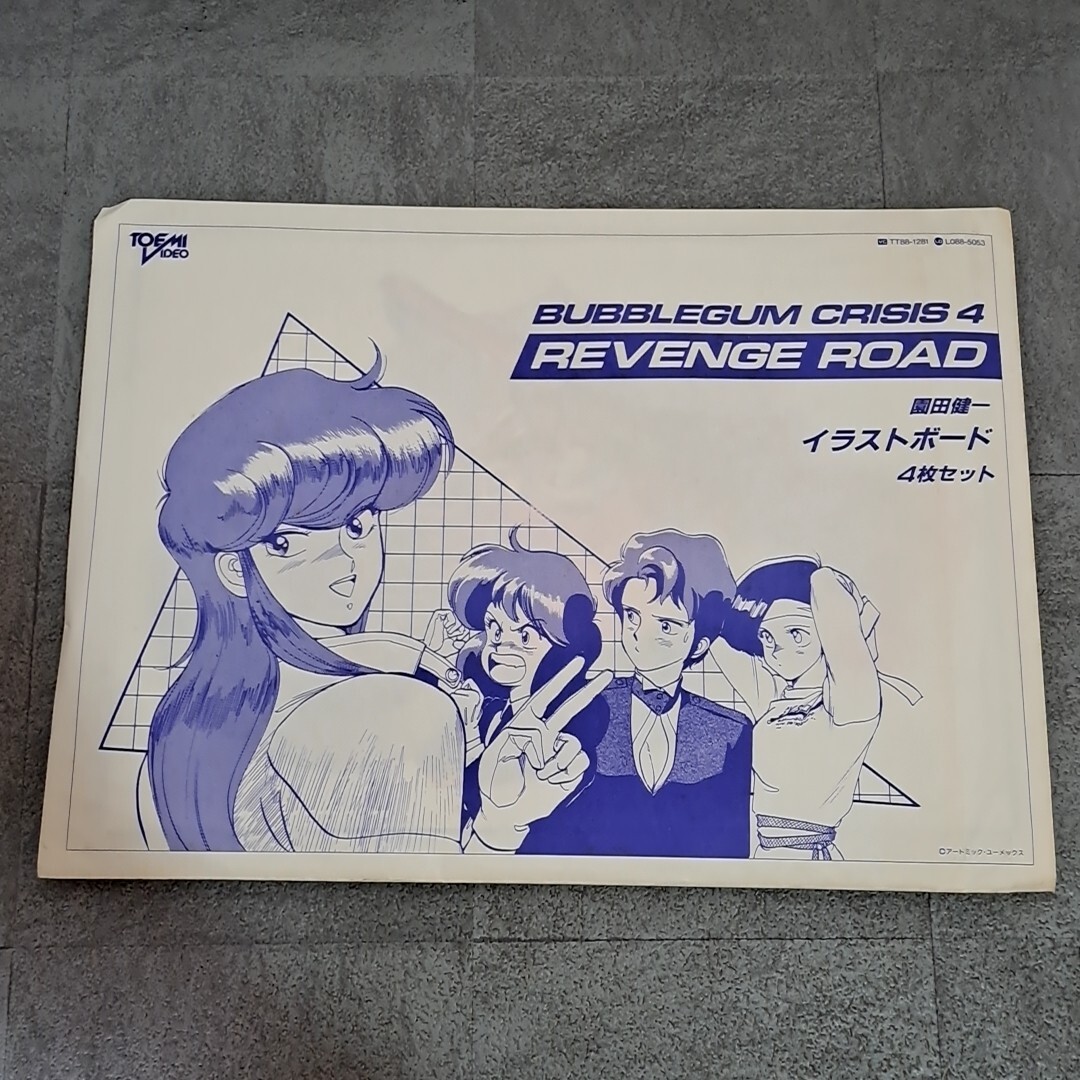 TOEMI
VIDEO
VC TT88-1281 LD L088-5053
BUBBLEGUM CRISIS 4
REVENGE ROAD
園田健一
イラストボード
4枚セット
©アートミック・ユーメックス